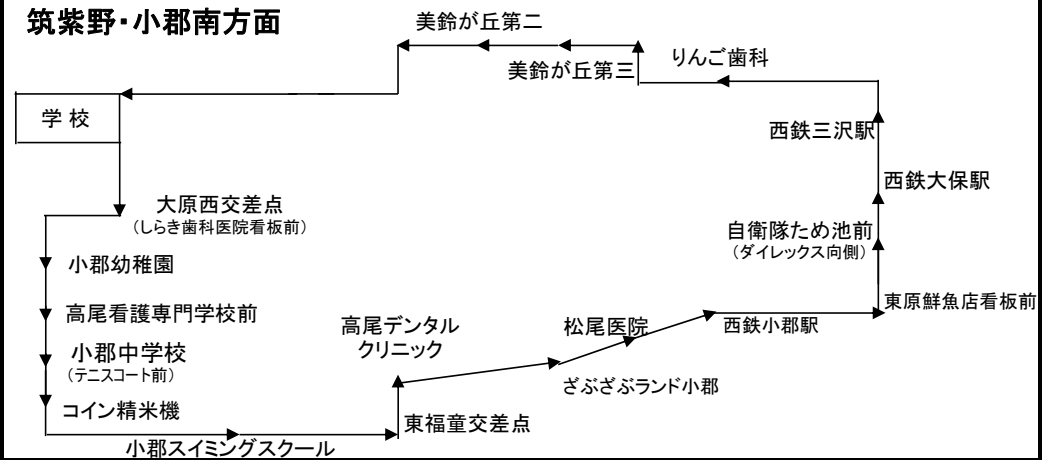 筑紫野・小郡南方面
美鈴が丘第二
美鈴が丘第三
りんご歯科
学 校
西鉄三沢駅
西鉄大保駅
大原西交差点
(しらき歯科医院看板前)
自衛隊ため池前
(ダイレックス向側)
小郡幼稚園
東原鮮魚店看板前
高尾看護専門学校前
高尾デンタル
クリニック
松尾医院
西鉄小郡駅
小郡中学校
(テニスコート前)
ざぶざぶランド小郡
コイン精米機
東福童交差点
小郡スイミングスクール